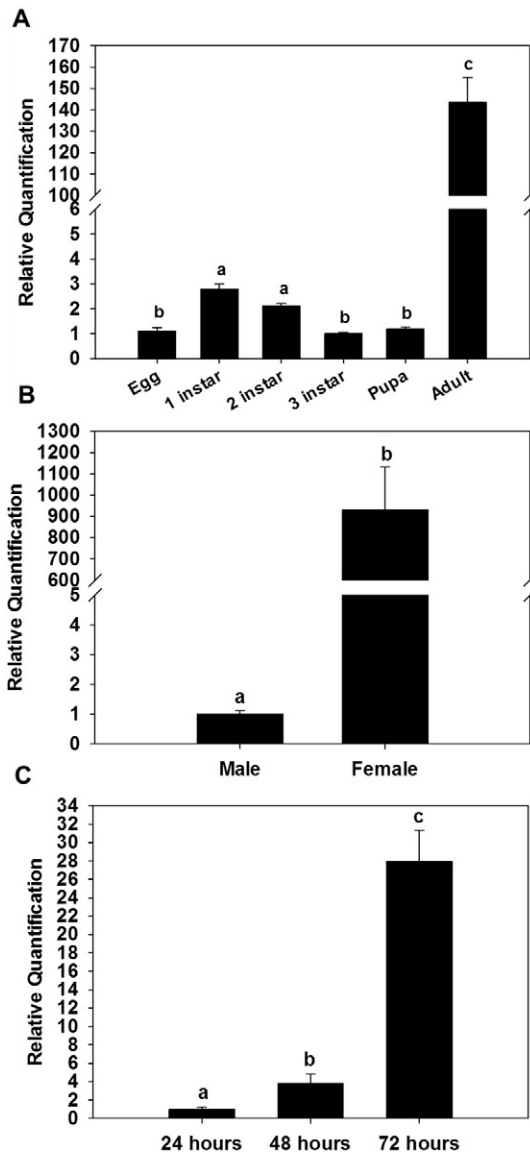 A
Relative Quantification
170
160
150
140
130
120
110
100
6
5
4
3
2
1
0
b
a
a
b
b
c
Egg
1 instar
2 instar
3 instar
Pupa
Adult
B
Relative Quantification
1300
1200
1100
1000
900
800
700
600
5
4
3
2
1
0
a
b
Male Female
C
Relative Quantification
34
32
30
28
26
24
22
20
18
16
14
12
10
8
6
4
2
0
a
b
c
24 hours 48 hours 72 hours